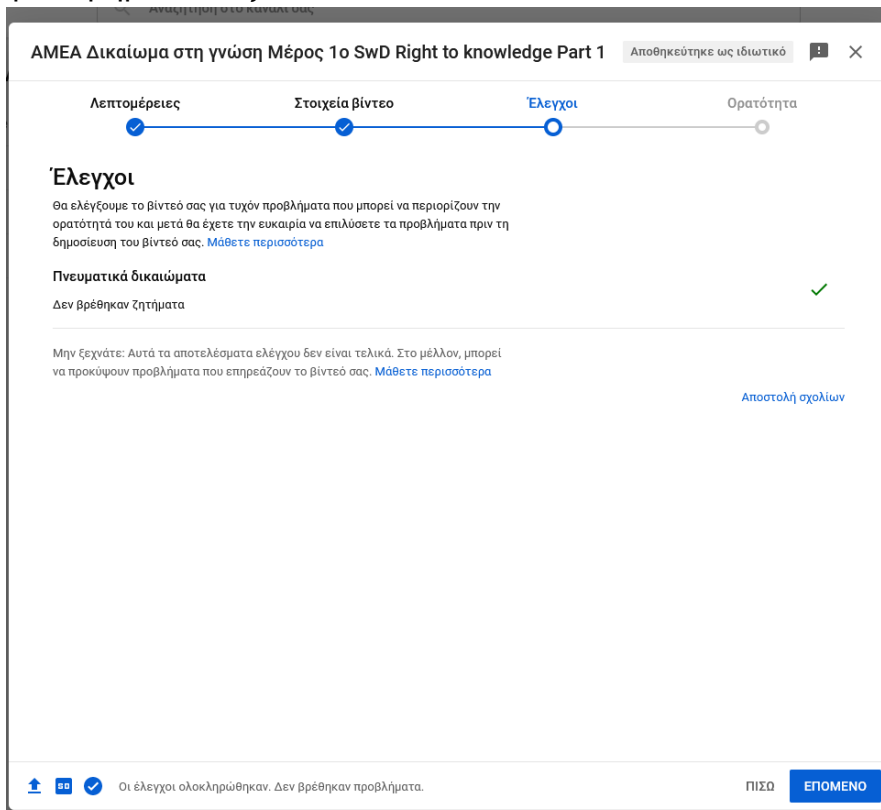 Αναζήτηση στο κανάλι σας
ΑΜΕΑ Δικαίωμα στη γνώση Μέρος 1ο SwD Right to knowledge Part 1
Αποθηκεύτηκε ως ιδιωτικό
Λεπτομέρειες
Στοιχεία βίντεο
Έλεγχοι
Ορατότητα
Έλεγχοι
Θα ελέγξουμε το βίντεό σας για τυχόν προβλήματα που μπορεί να περιορίζουν την
ορατότητά του και μετά θα έχετε την ευκαιρία να επιλύσετε τα προβλήματα πριν τη
δημοσίευση του βίντεό σας. Μάθετε περισσότερα
Πνευματικά δικαιώματα
Δεν βρέθηκαν ζητήματα
Μην ξεχνάτε: Αυτά τα αποτελέσματα ελέγχου δεν είναι τελικά. Στο μέλλον, μπορεί
να προκύψουν προβλήματα που επηρεάζουν το βίντεό σας. Μάθετε περισσότερα
Αποστολή σχολίων
SD
Οι έλεγχοι ολοκληρώθηκαν. Δεν βρέθηκαν προβλήματα.
ΠΙΣΩ
ΕΠΟΜΕΝΟ